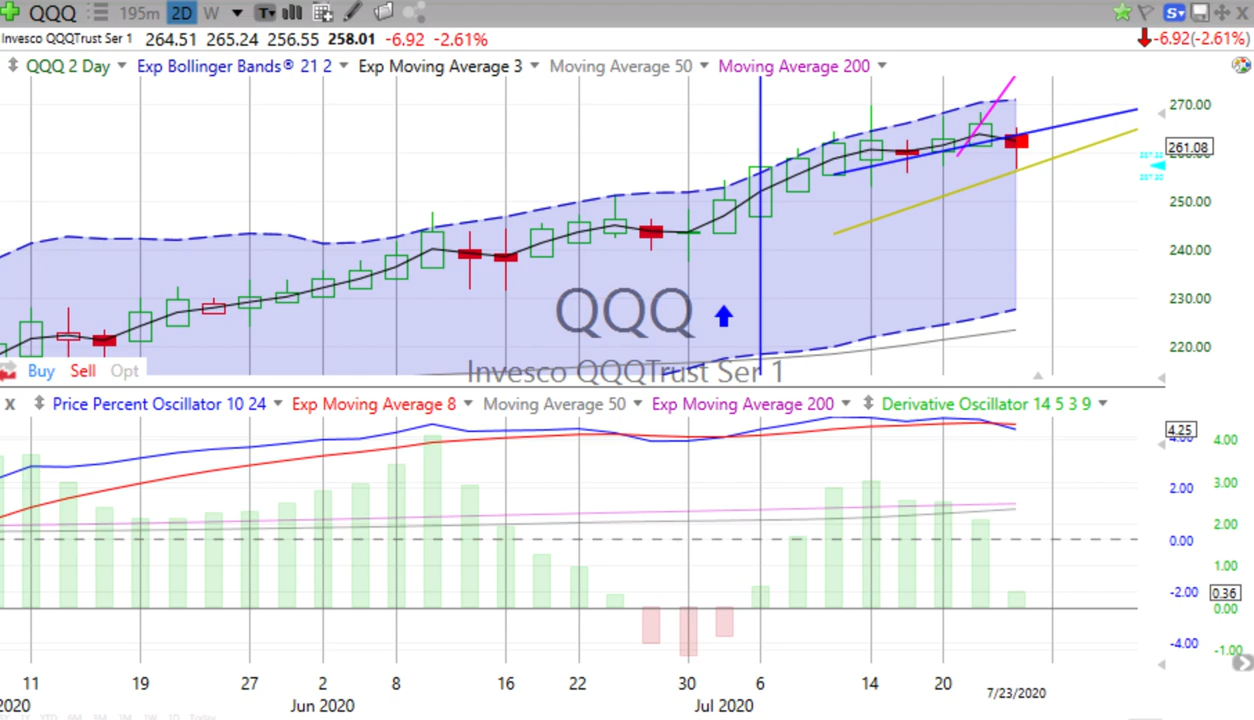 QQQ 195m 2D W T S
Invesco QQQTrust Ser 1 264.51 265.24 256.55 258.01 -6.92 -2.61% -6.92(-2.61%)
QQQ 2 Day Exp Bollinger Bands® 21 2 Exp Moving Average 3 Moving Average 50 Moving Average 200
270.00
261.08
250.00
240.00
230.00
220.00
QQQ
Invesco QQQTrust Ser 1
Buy Sell Opt
X Price Percent Oscillator 10 24 Exp Moving Average 8 Moving Average 50 Exp Moving Average 200 Derivative Oscillator 14 5 3 9
4.25
4.00 4.00
3.00
2.00 2.00
0.00 1.00
-2.00 0.36
0.00
-4.00 -1.00
11 19 27 2 8 16 22 30 6 14 20 7/23/2020
2020 Jun 2020 Jul 2020